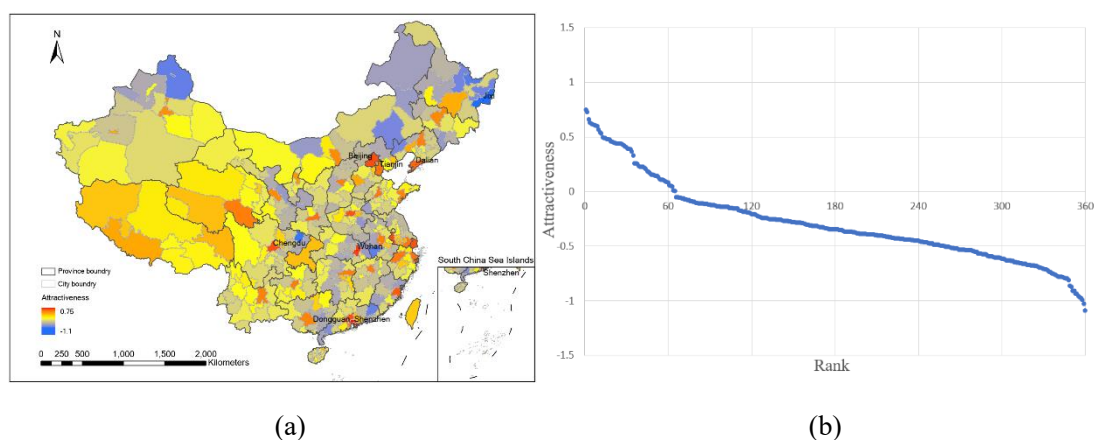 N
Jixi
Beijing
Tianjin
Dalian
Chengdu
Wuhan
Dongguan
Shenzhen
South China Sea Islands
Shenzhen
Province boundry
City boundry
Attractiveness
0.75
-1.1
0 250 500 1,000 1,500 2,000
Kilometers
(a)
1.5
1
0.5
0
-0.5
-1
-1.5
0 60 120 180 240 300 360
Attractiveness
Rank
(b)